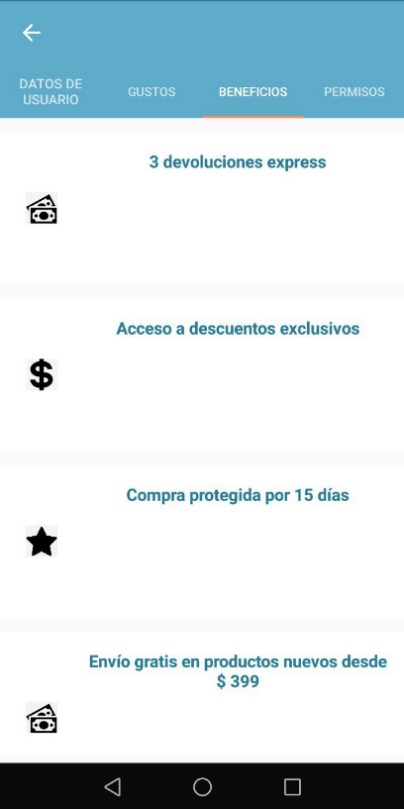 DATOS DE
USUARIO
GUSTOS
BENEFICIOS
PERMISOS
3 devoluciones express
Acceso a descuentos exclusivos
$
Compra protegida por 15 días
Envío gratis en productos nuevos desde
$ 399